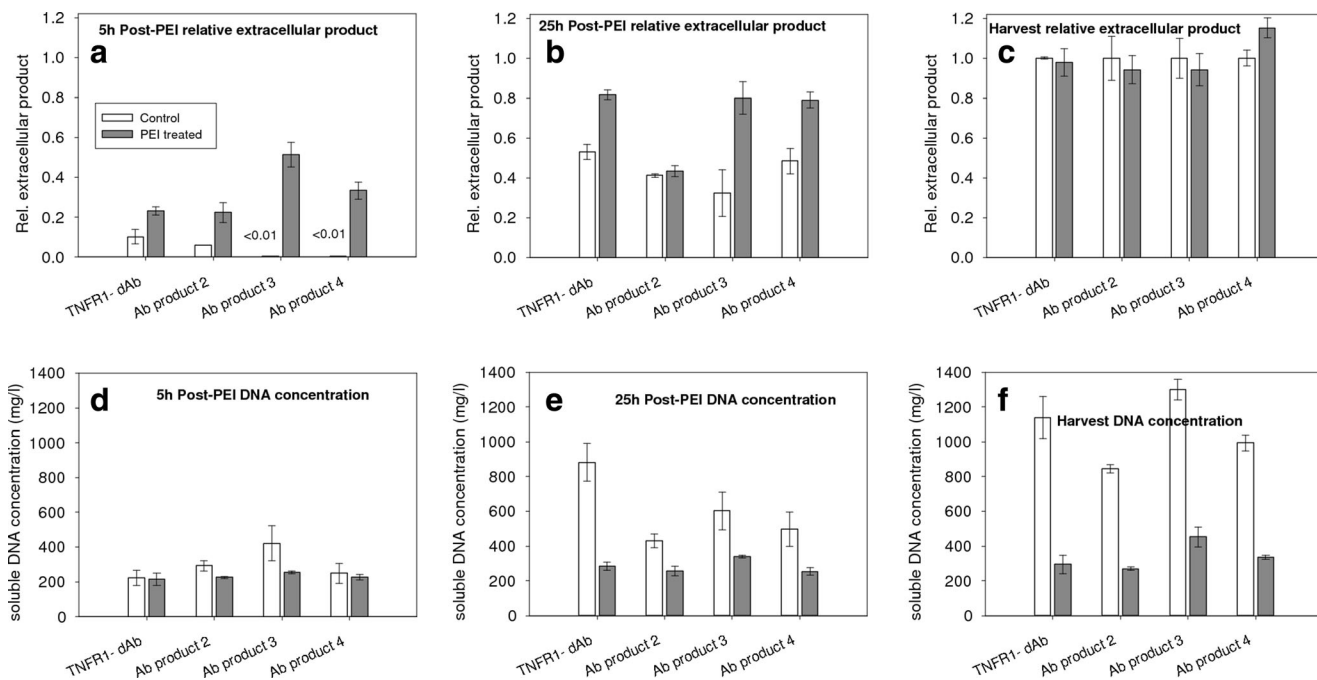 5h Post-PEI relative extracellular product
a
Rel. extracellular product
1.2
1.0
0.8
0.6
0.4
0.2
0.0
Control
PEI treated
<0.01
<0.01
TNFR1- dAb
Ab product 2
Ab product 3
Ab product 4
25h Post-PEI relative extracellular product
b
Rel. extracellular product
1.2
1.0
0.8
0.6
0.4
0.2
0.0
TNFR1- dAb
Ab product 2
Ab product 3
Ab product 4
Harvest relative extracellular product
c
Rel. extracellular product
1.2
1.0
0.8
0.6
0.4
0.2
0.0
TNFR1- dAb
Ab product 2
Ab product 3
Ab product 4
d
5h Post-PEI DNA concentration
soluble DNA concentration (mg/l)
1400
1200
1000
800
600
400
200
0
TNFR1- dAb
Ab product 2
Ab product 3
Ab product 4
e
25h Post-PEI DNA concentration
soluble DNA concentration (mg/l)
1400
1200
1000
800
600
400
200
0
TNFR1- dAb
Ab product 2
Ab product 3
Ab product 4
f
Harvest DNA concentration
soluble DNA concentration (mg/l)
1400
1200
1000
800
600
400
200
0
TNFR1- dAb
Ab product 2
Ab product 3
Ab product 4